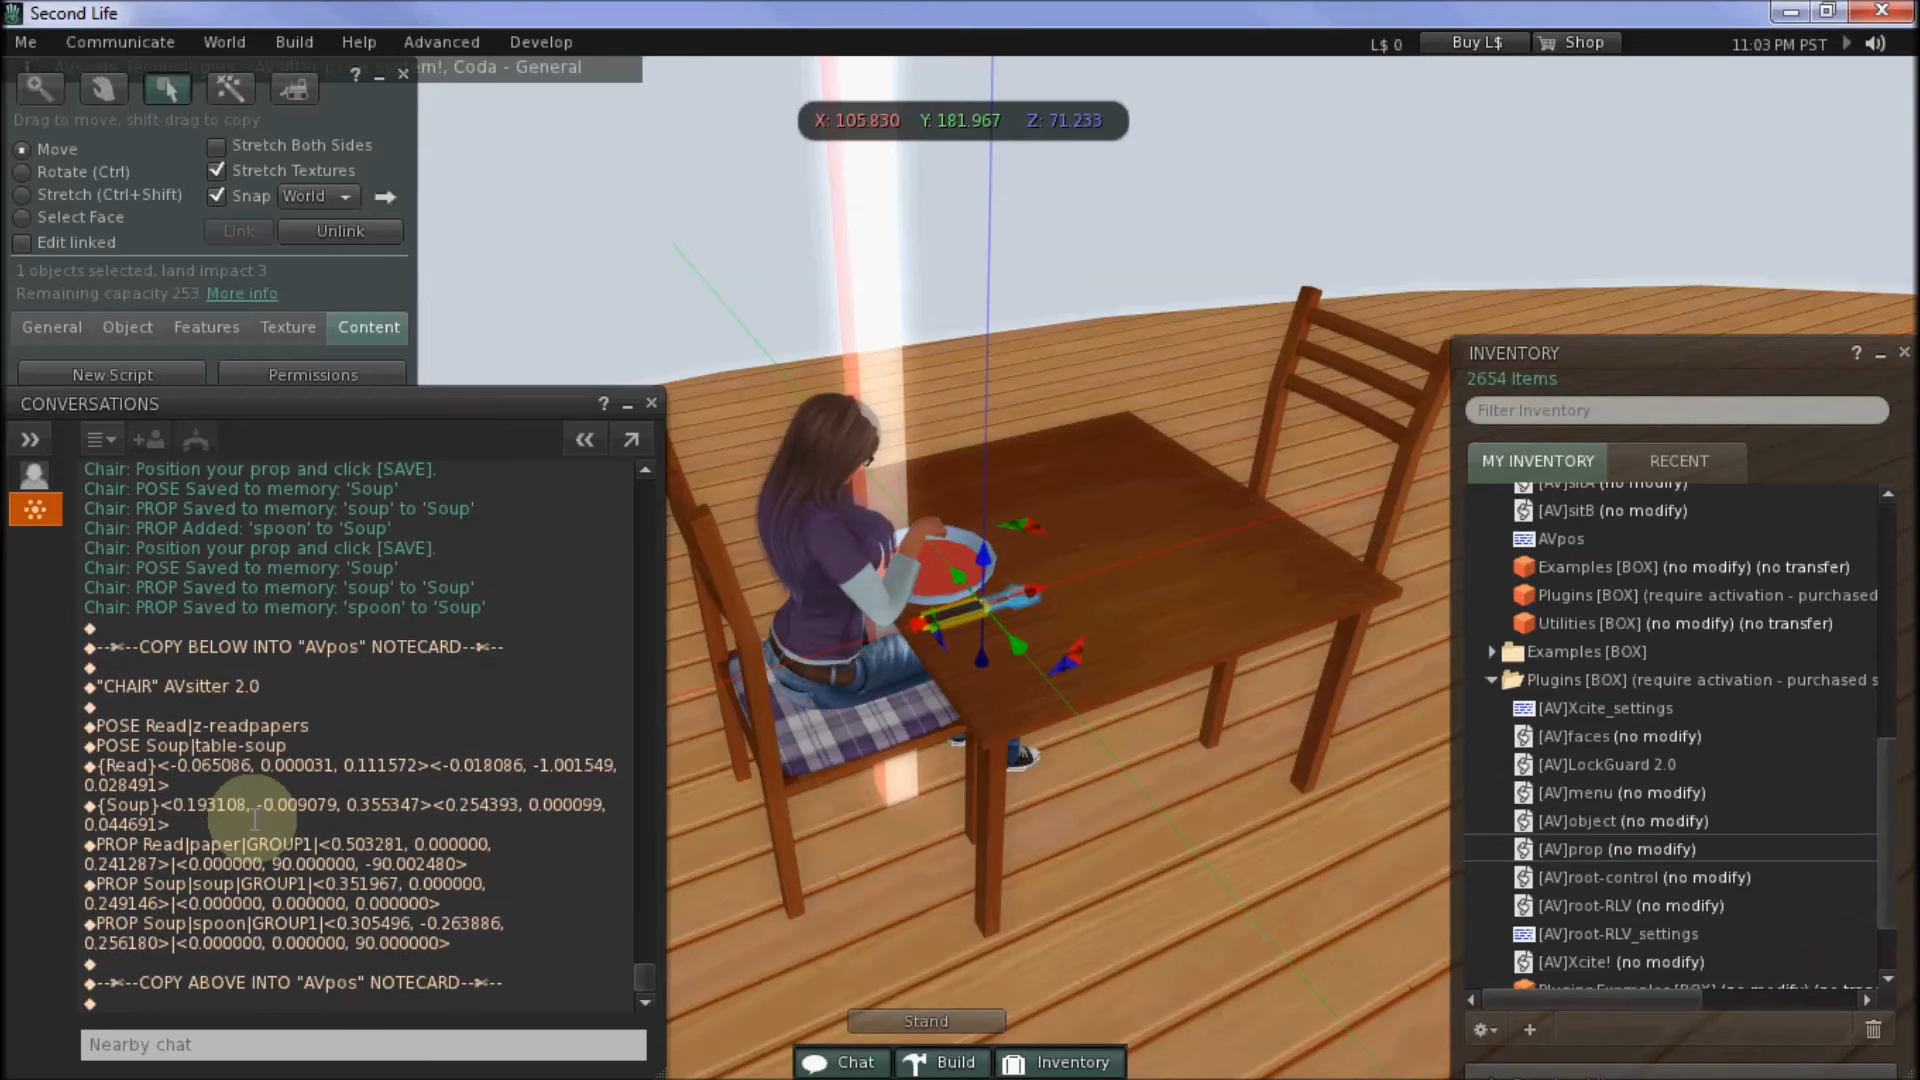 Second Life
Me Communicate World Build Help Advanced Develop
L$ 0 Buy L$ Shop 11:03 PM PST
m!, Coda - General
? _ ×
Drag to move, shift-drag to copy
Move
Rotate (Ctrl)
Stretch (Ctrl+Shift)
Select Face
Edit linked
Stretch Both Sides
Stretch Textures
Snap World
Link Unlink
1 objects selected, land impact 3
Remaining capacity 253. More info
General Object Features Texture Content
New Script Permissions
X: 105.830 Y: 181.967 Z: 71.233
CONVERSATIONS
Chair: Position your prop and click [SAVE].
Chair: POSE Saved to memory: 'Soup'
Chair: PROP Saved to memory: 'soup' to 'Soup'
Chair: PROP Added: 'spoon' to 'Soup'
Chair: Position your prop and click [SAVE].
Chair: POSE Saved to memory: 'Soup'
Chair: PROP Saved to memory: 'soup' to 'Soup'
Chair: PROP Saved to memory: 'spoon' to 'Soup'
◆
◆--✄--COPY BELOW INTO "AVpos" NOTECARD--✄--
◆
◆"CHAIR" AVsitter 2.0
◆
◆POSE Read|z-readpapers
◆POSE Soup|table-soup
◆{Read}<-0.065086, 0.000031, 0.111572><-0.018086, -1.001549,
0.028491>
◆{Soup}<0.193108, -0.009079, 0.355347><0.254393, 0.000099,
0.044691>
◆PROP Read|paper|GROUP1|<0.503281, 0.000000,
0.241287>|<0.000000, 90.000000, -90.002480>
◆PROP Soup|soup|GROUP1|<0.351967, 0.000000,
0.249146>|<0.000000, 0.000000, 0.000000>
◆PROP Soup|spoon|GROUP1|<0.305496, -0.263886,
0.256180>|<0.000000, 0.000000, 90.000000>
◆
◆--✄--COPY ABOVE INTO "AVpos" NOTECARD--✄--
◆
Nearby chat
Stand
Chat Build Inventory
INVENTORY
2654 Items
Filter Inventory
MY INVENTORY RECENT
[AV]sitA (no modify)
[AV]sitB (no modify)
AVpos
Examples [BOX] (no modify) (no transfer)
Plugins [BOX] (require activation - purchased
Utilities [BOX] (no modify) (no transfer)
Examples [BOX]
Plugins [BOX] (require activation - purchased s
[AV]Xcite_settings
[AV]faces (no modify)
[AV]LockGuard 2.0
[AV]menu (no modify)
[AV]object (no modify)
[AV]prop (no modify)
[AV]root-control (no modify)
[AV]root-RLV (no modify)
[AV]root-RLV_settings
[AV]Xcite! (no modify)